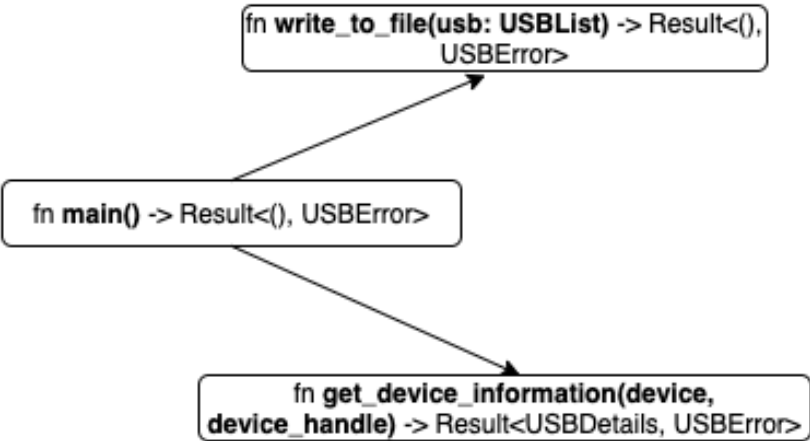 fn write_to_file(usb: USBList) -> Result<(),
USBError>
fn main() -> Result<(), USBError>
fn get_device_information(device,
device_handle) -> Result<USBDetails, USBError>